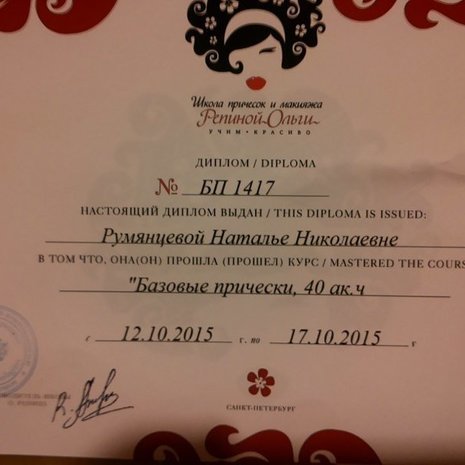 Школа причесок и макияжа
Репиной Ольги
УЧИМ • КРАСИВО
ДИПЛОМ / DIPLOMA
№ БП 1417
НАСТОЯЩИЙ ДИПЛОМ ВЫДАН / THIS DIPLOMA IS ISSUED:
Румянцевой Наталье Николаевне
В ТОМ ЧТО, ОНА(ОН) ПРОШЛА (ПРОШЕЛ) КУРС / MASTERED THE COURS
"Базовые прически, 40 ак.ч
с 12.10.2015 г. по 17.10.2015 г
САНКТ-ПЕТЕРБУРГ